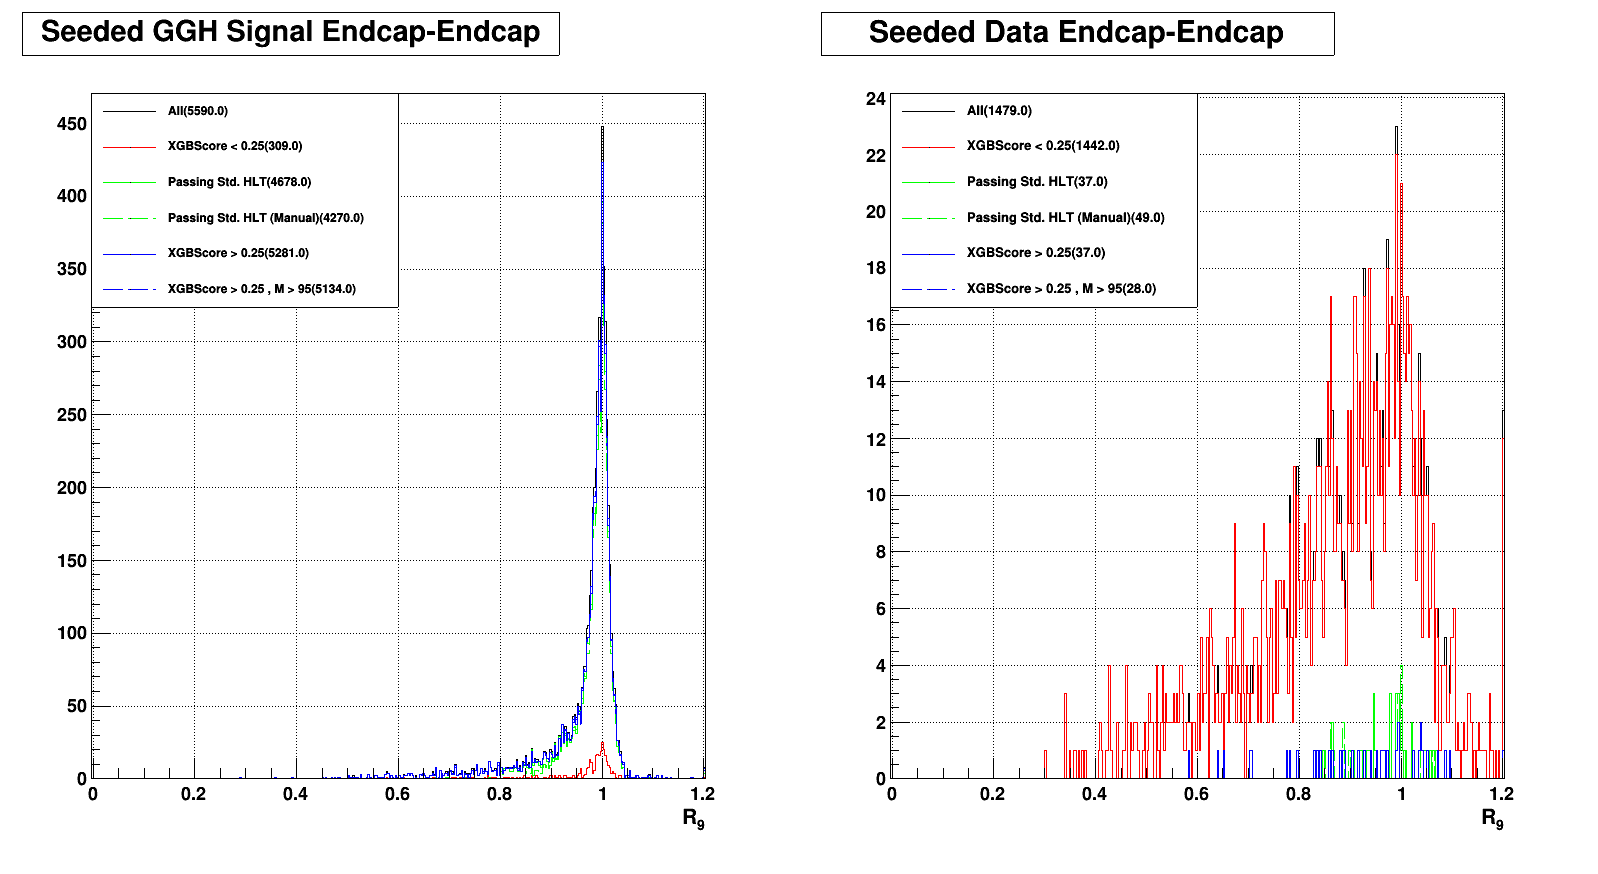 Seeded GGH Signal Endcap-Endcap
All(5590.0)
XGBScore < 0.25(309.0)
Passing Std. HLT(4678.0)
Passing Std. HLT (Manual)(4270.0)
XGBScore > 0.25(5281.0)
XGBScore > 0.25 , M > 95(5134.0)
450
400
350
300
250
200
150
100
50
0
0 0.2 0.4 0.6 0.8 1 1.2
R9
Seeded Data Endcap-Endcap
All(1479.0)
XGBScore < 0.25(1442.0)
Passing Std. HLT(37.0)
Passing Std. HLT (Manual)(49.0)
XGBScore > 0.25(37.0)
XGBScore > 0.25 , M > 95(28.0)
24
22
20
18
16
14
12
10
8
6
4
2
0
0 0.2 0.4 0.6 0.8 1 1.2
R9